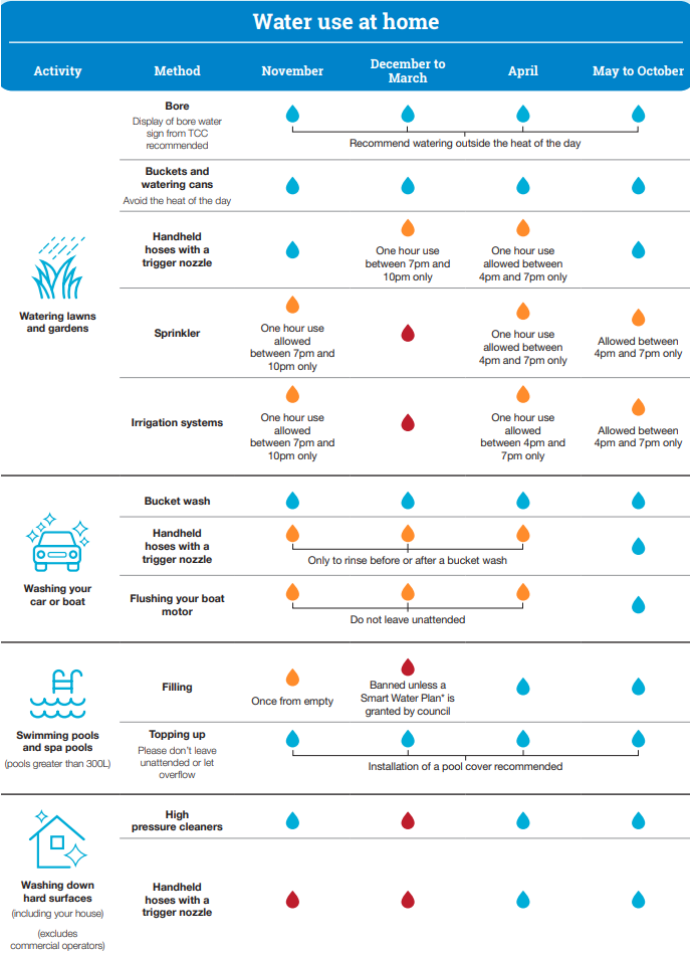 Water use at home
Activity
Method
November
December to
March
April
May to October
Watering lawns
and gardens
Bore
Display of bore water
sign from TCC
recommended
Recommend watering outside the heat of the day
Buckets and
watering cans
Avoid the heat of the day
Handheld
hoses with a
trigger nozzle
One hour use
between 7pm and
10pm only
One hour use
allowed between
4pm and 7pm only
Sprinkler
One hour use
allowed
between 7pm and
10pm only
One hour use
allowed between
4pm and 7pm only
Allowed between
4pm and 7pm only
Irrigation systems
One hour use
allowed
between 7pm and
10pm only
One hour use
allowed
between 4pm and
7pm only
Allowed between
4pm and 7pm only
Washing your
car or boat
Bucket wash
Handheld
hoses with a
trigger nozzle
Only to rinse before or after a bucket wash
Flushing your boat
motor
Do not leave unattended
Swimming pools
and spa pools
(pools greater than 300L)
Filling
Once from empty
Banned unless a
Smart Water Plan* is
granted by council
Topping up
Please don't leave
unattended or let
overflow
Installation of a pool cover recommended
Washing down
hard surfaces
(including your house)
(excludes
commercial operators)
High
pressure cleaners
Handheld
hoses with a
trigger nozzle